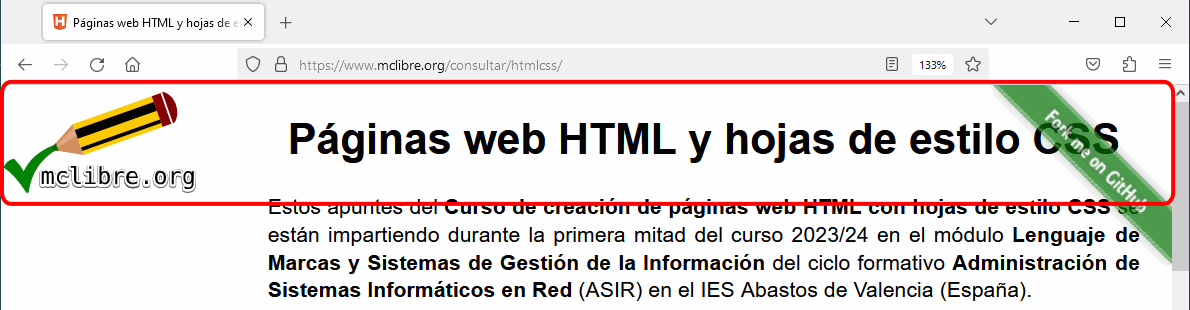 Páginas web HTML y hojas de e
https://www.mclibre.org/consultar/htmlcss/
133%
mclibre.org
Páginas web HTML y hojas de estilo CSS
Fork me on GitHub
Estos apuntes del Curso de creación de páginas web HTML con hojas de estilo CSS se
están impartiendo durante la primera mitad del curso 2023/24 en el módulo Lenguaje de
Marcas y Sistemas de Gestión de la Información del ciclo formativo Administración de
Sistemas Informáticos en Red (ASIR) en el IES Abastos de Valencia (España).